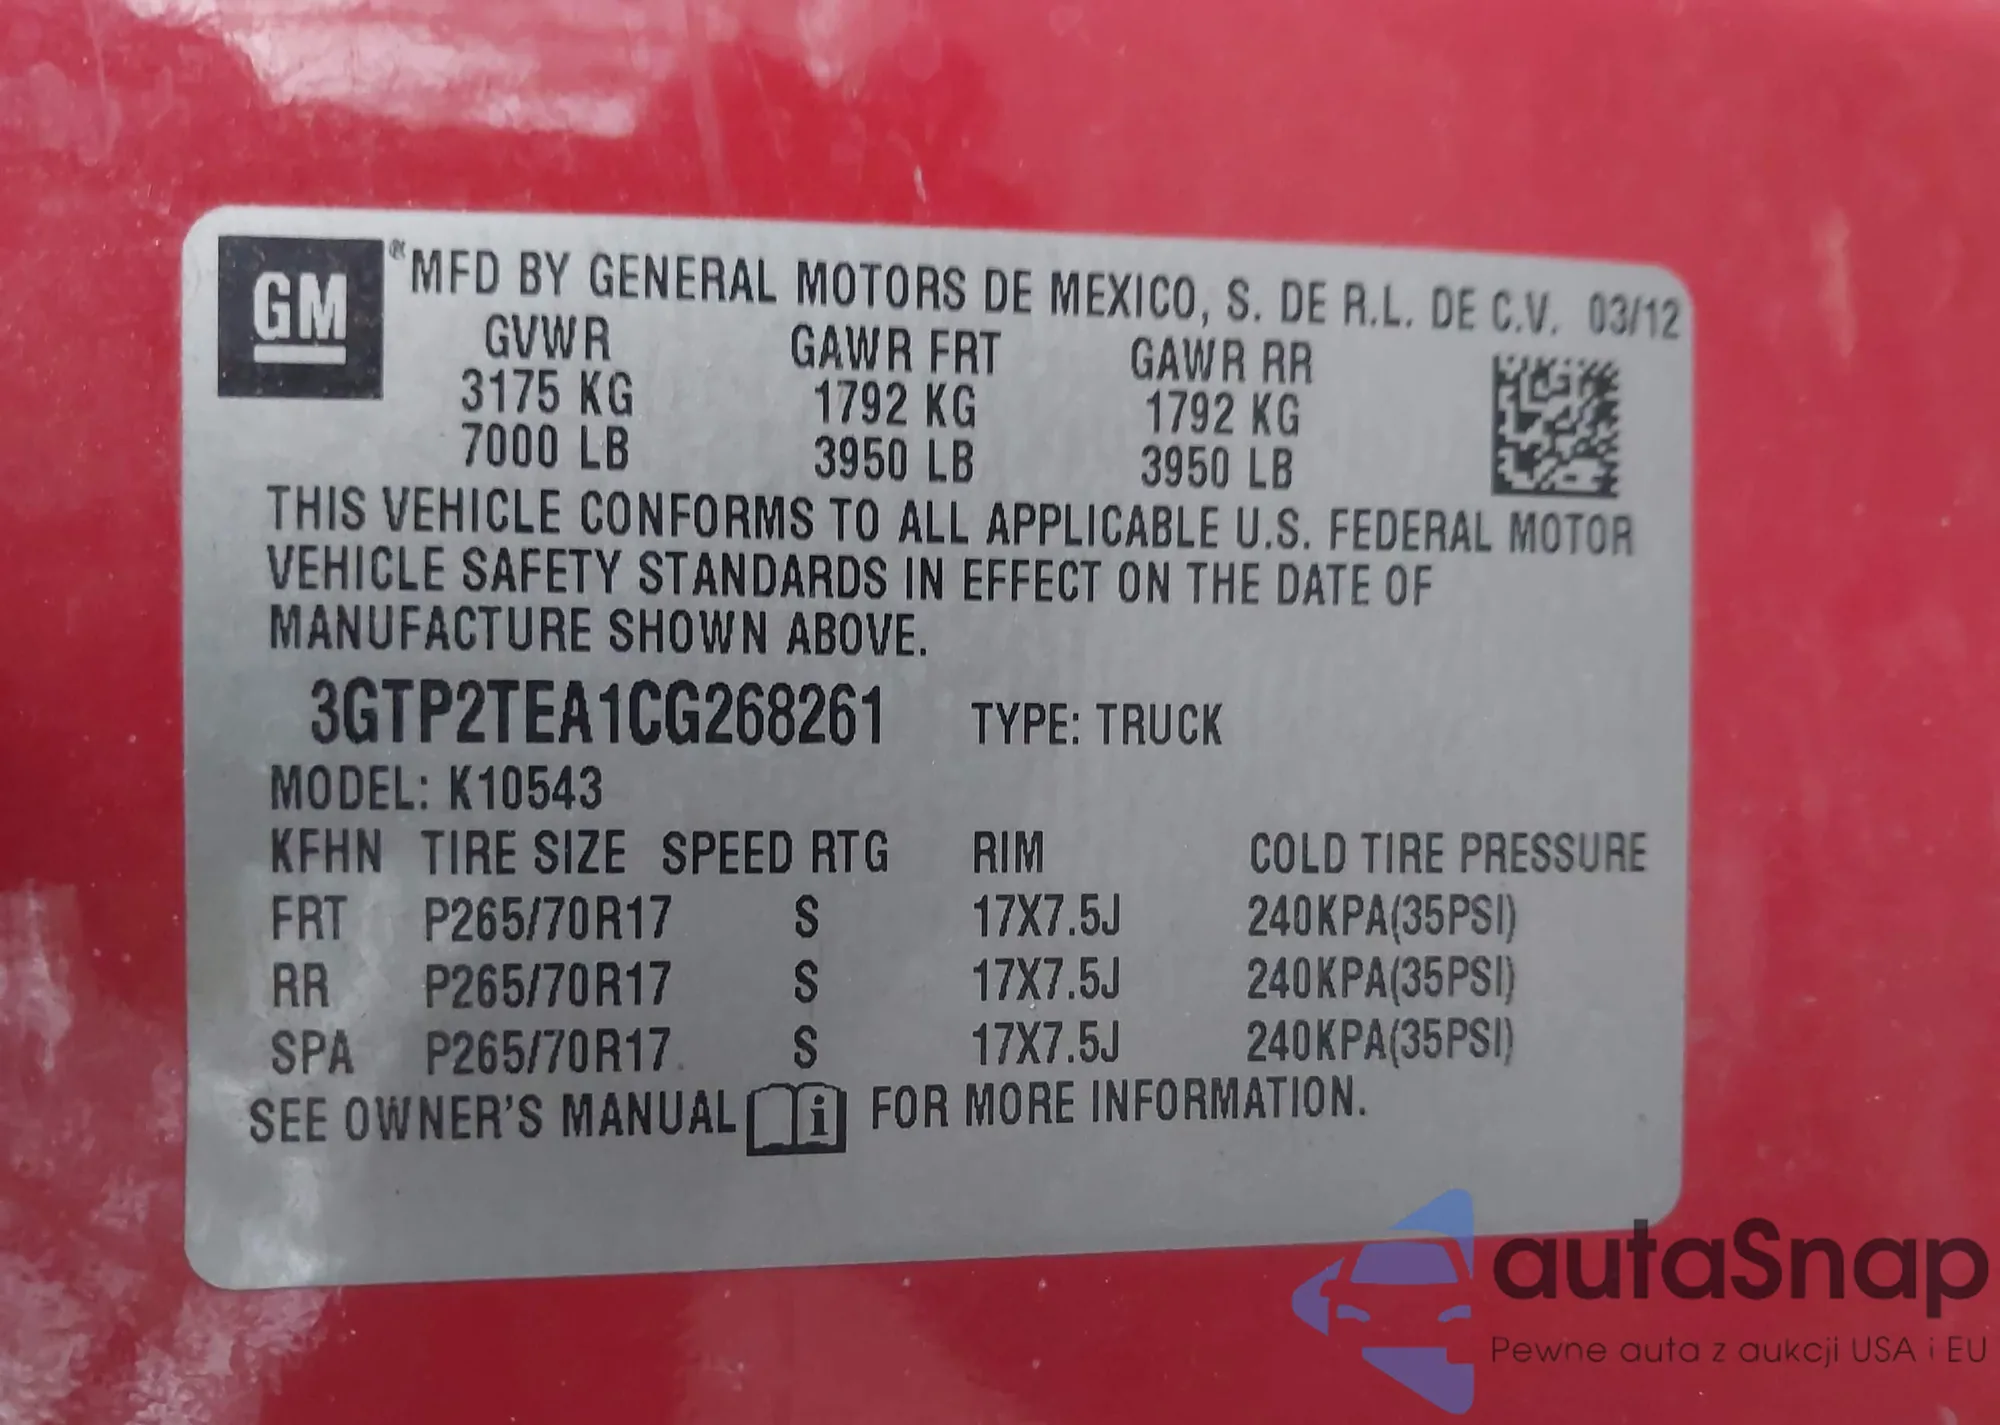 GM ® MFD BY GENERAL MOTORS DE MEXICO, S. DE R.L. DE C.V. 03/12
GVWR GAWR FRT GAWR RR
3175 KG 1792 KG 1792 KG
7000 LB 3950 LB 3950 LB
THIS VEHICLE CONFORMS TO ALL APPLICABLE U.S. FEDERAL MOTOR
VEHICLE SAFETY STANDARDS IN EFFECT ON THE DATE OF
MANUFACTURE SHOWN ABOVE.
3GTP2TEA1CG268261 TYPE: TRUCK
MODEL: K10543
KFHN TIRE SIZE SPEED RTG RIM COLD TIRE PRESSURE
FRT P265/70R17 S 17X7.5J 240KPA(35PSI)
RR P265/70R17 S 17X7.5J 240KPA(35PSI)
SPA P265/70R17 S 17X7.5J 240KPA(35PSI)
SEE OWNER'S MANUAL i FOR MORE INFORMATION.
autaSnap
Pewne auta z aukcji USA i EU